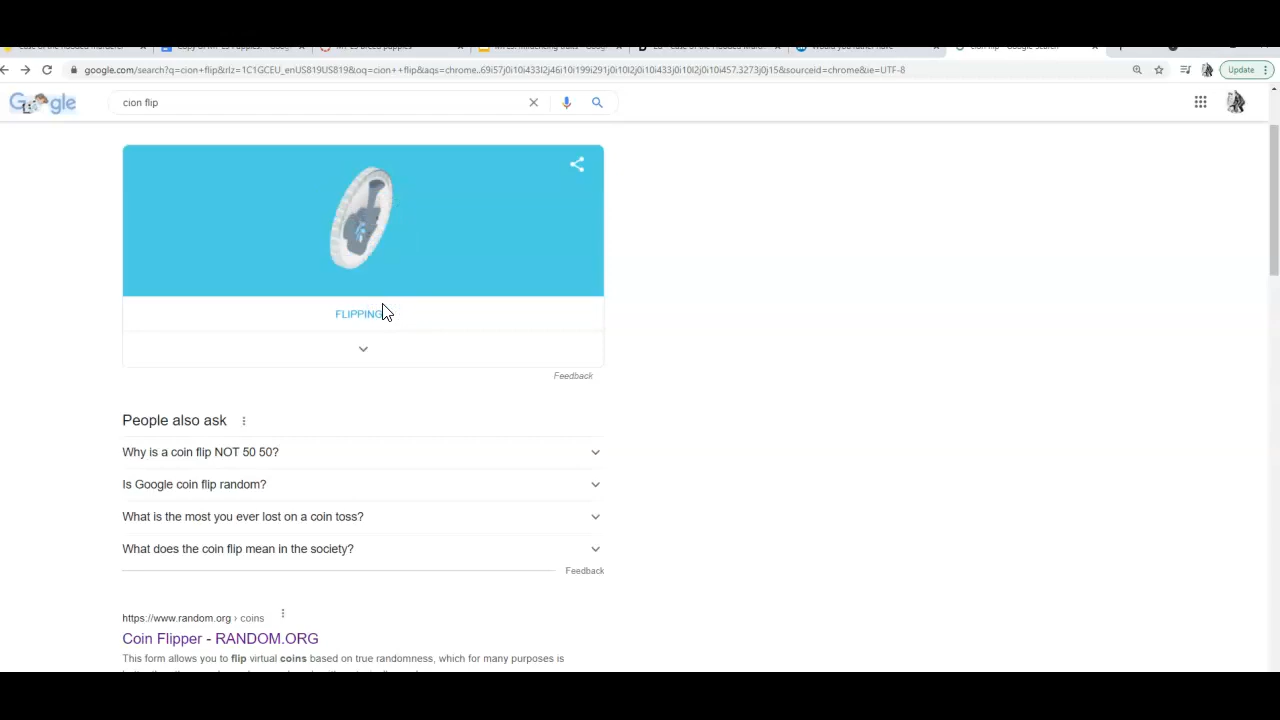 google.com/search?q=cion+flip&rlz=1C1GCEU_enUS819US819&oq=cion++flip&aqs=chrome..69i57j0i10i433l2j46i10i199i291j0i10l2j0i10i433j0i10l2j0i10i457.3273j0j15&sourceid=chrome&ie=UTF-8
Update
cion flip
FLIPPING
Feedback
People also ask
Why is a coin flip NOT 50 50?
Is Google coin flip random?
What is the most you ever lost on a coin toss?
What does the coin flip mean in the society?
Feedback
https://www.random.org › coins
Coin Flipper - RANDOM.ORG
This form allows you to flip virtual coins based on true randomness, which for many purposes is